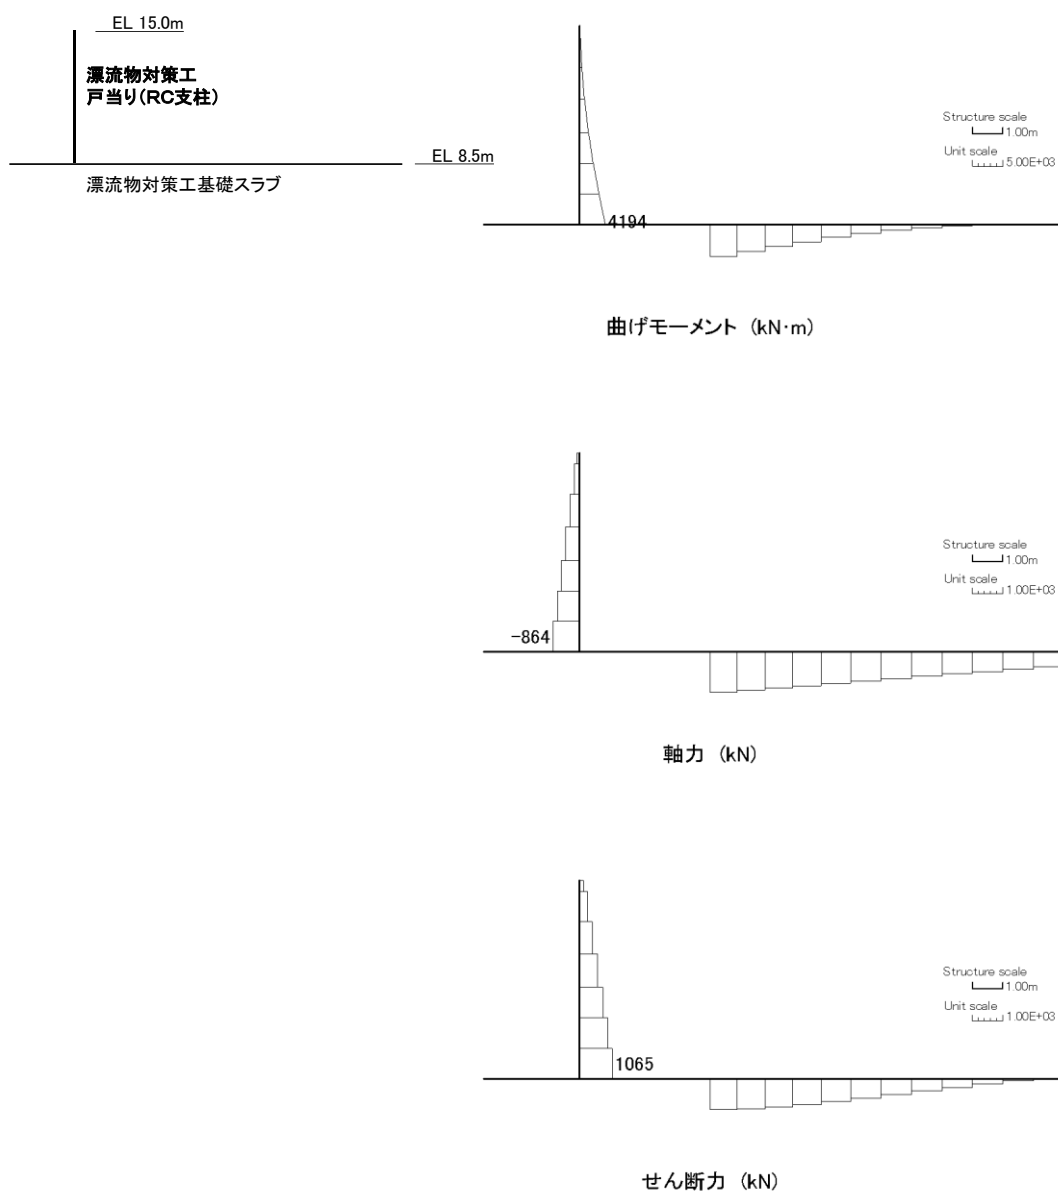 EL 15.0m
漂流物対策工
戸当り(RC支柱)
EL 8.5m
漂流物対策工基礎スラブ
Structure scale
1.00m
Unit scale
5.00E+03
4194
曲げモーメント (kN·m)
Structure scale
1.00m
Unit scale
1.00E+03
-864
軸力 (kN)
Structure scale
1.00m
Unit scale
1.00E+03
1065
せん断力 (kN)